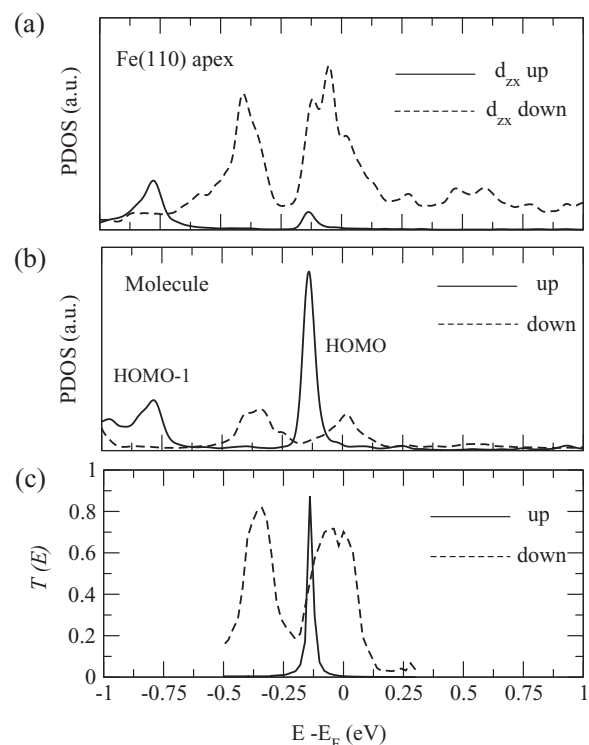 (a)
Fe(110) apex
d_zx up
d_zx down
PDOS (a.u.)
(b)
Molecule
up
down
HOMO
HOMO-1
PDOS (a.u.)
(c)
1
0.8
0.6
0.4
0.2
0
T (E)
up
down
-1 -0.75 -0.5 -0.25 0 0.25 0.5 0.75 1
E -E_F (eV)